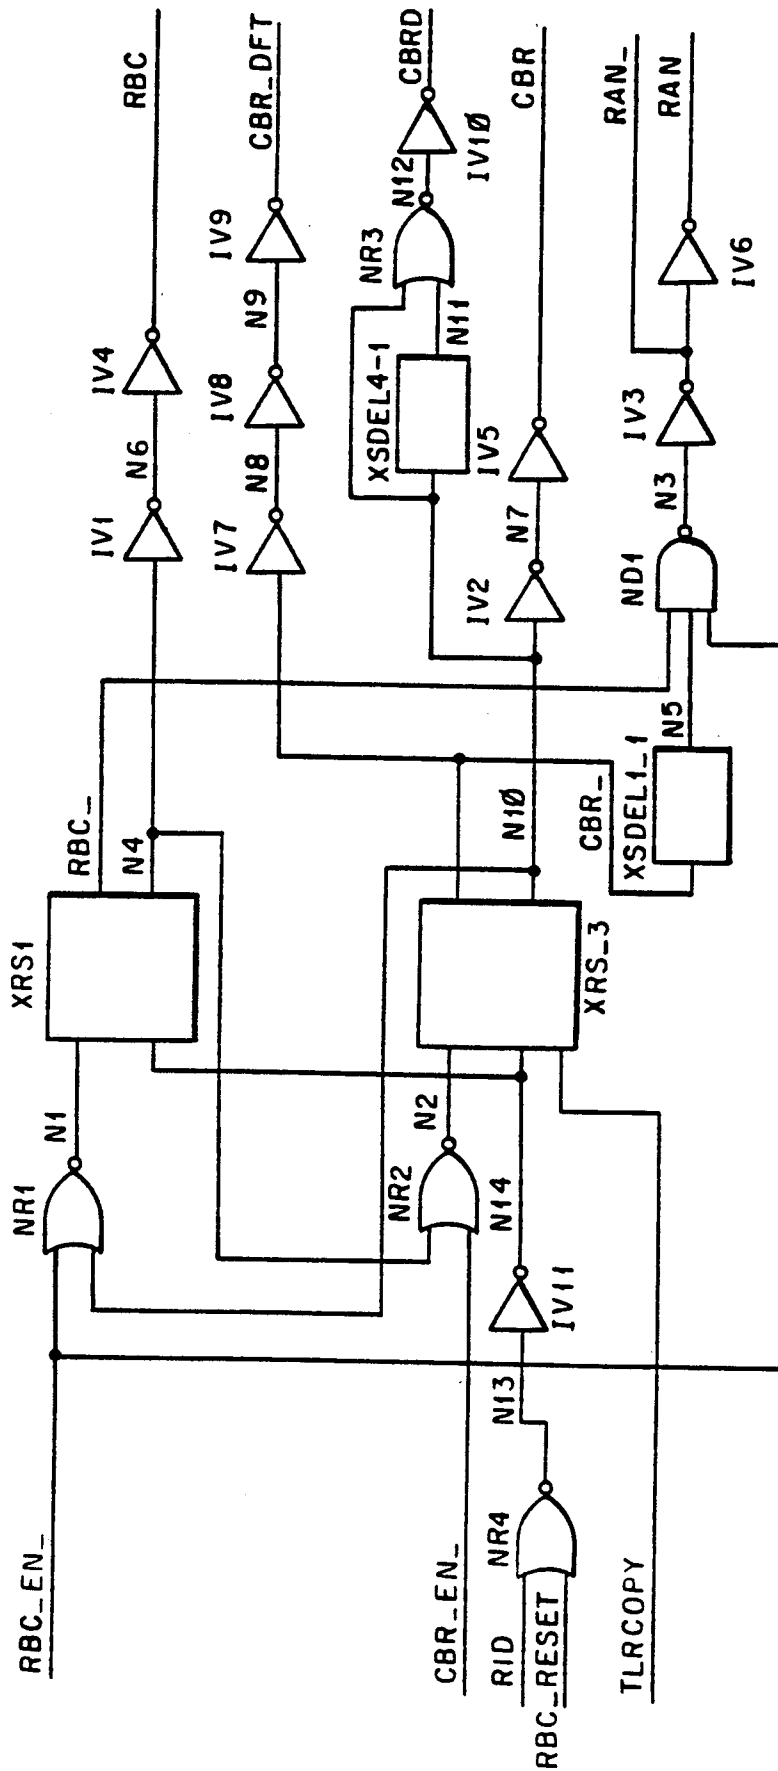 RBC
CBR_DFT
CBRD
CBR
RAN_
RAN
IV4
N6
IV1
IV9
N9
IV8
N8
IV7
IV1Ø
N12
NR3
N11
XSDEL4-1
IV5
N7
IV2
IV6
IV3
N3
ND1
N5
XSDEL1_1
CBR_
RBC_
N4
N1Ø
XRS1
XRS_3
N1
NR1
N2
NR2
N14
IV11
N13
NR4
RBC_EN_
CBR_EN_
RID
RBC_RESET
TLRCOPY